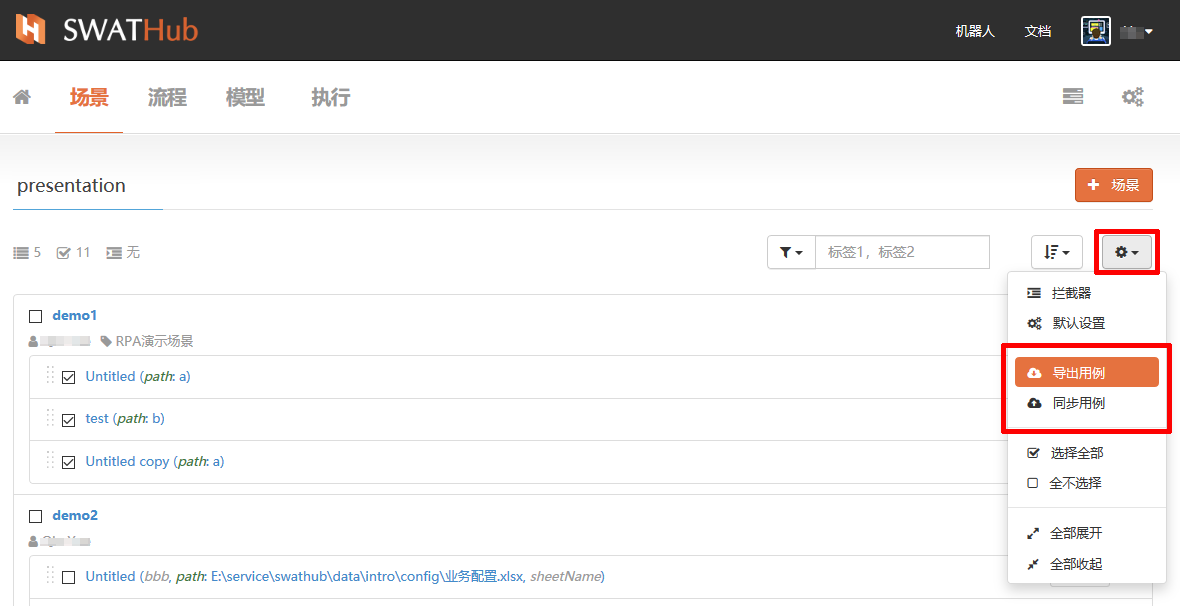 SWATHub
机器人 文档
场景 流程 模型 执行
presentation
+ 场景
5 11 无
标签1，标签2
拦截器
默认设置
导出用例
同步用例
选择全部
全不选择
全部展开
全部收起
demo1
RPA演示场景
Untitled (path: a)
test (path: b)
Untitled copy (path: a)
demo2
Untitled (bbb, path: E:\service\swathub\data\intro\config\业务配置.xlsx, sheetName)